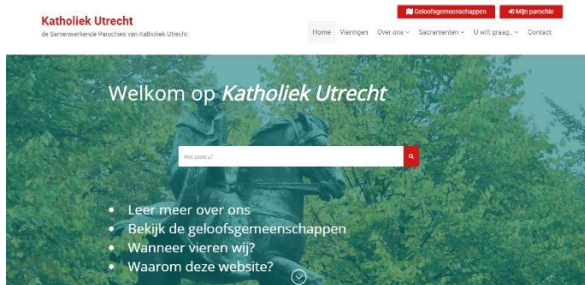 Katholiek Utrecht
de Samenwerkende Parochies van Katholiek Utrecht
Geloofsgemeenschappen
Mijn parochie
Home Vieringen Over ons Sacramenten U wilt graag.. Contact
Welkom op Katholiek Utrecht
Wat zoekt u?
Leer meer over ons
Bekijk de geloofsgemeenschappen
Wanneer vieren wij?
Waarom deze website?